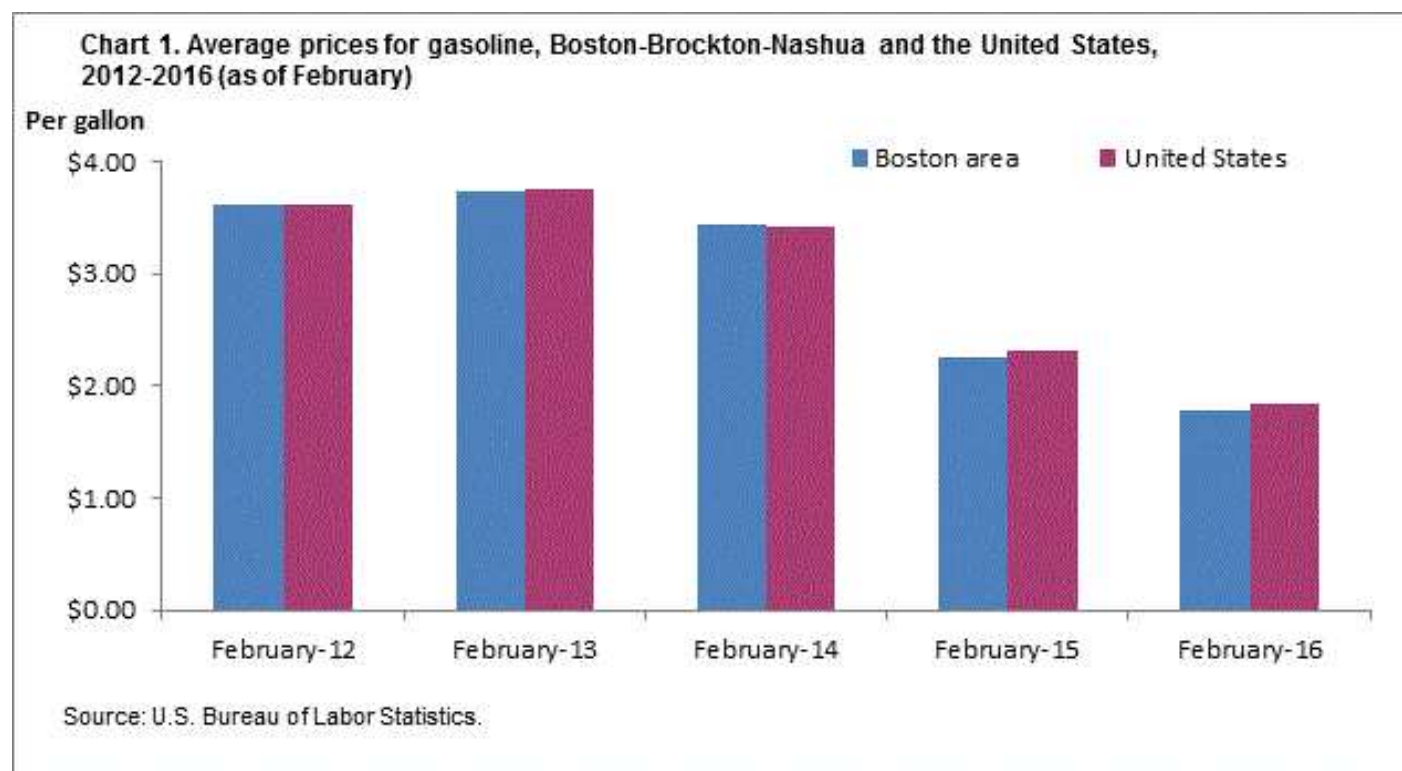 Chart 1. Average prices for gasoline, Boston-Brockton-Nashua and the United States,
2012-2016 (as of February)
Per gallon
$4.00
Boston area
United States
$3.00
$2.00
$1.00
$0.00
February-12
February-13
February-14
February-15
February-16
Source: U.S. Bureau of Labor Statistics.